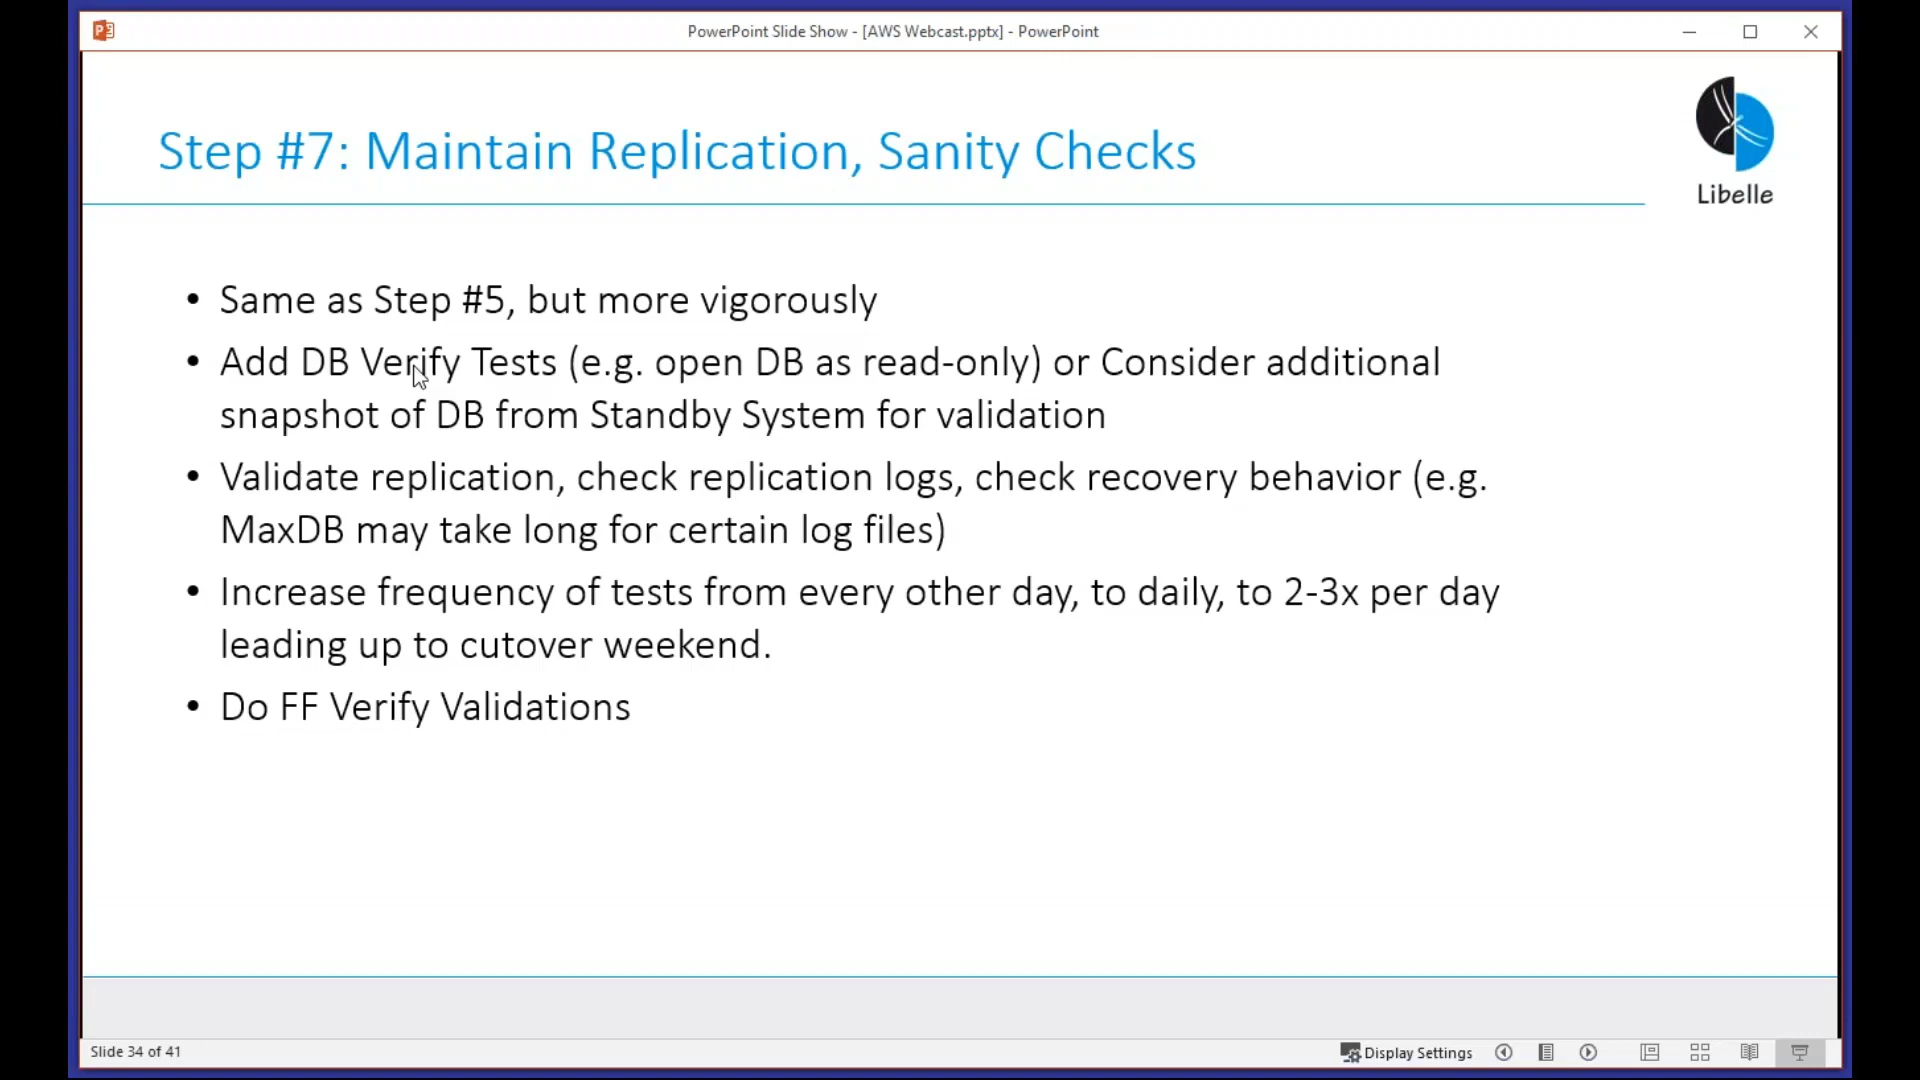 PowerPoint Slide Show - [AWS Webcast.pptx] - PowerPoint
Step #7: Maintain Replication, Sanity Checks
Libelle
• Same as Step #5, but more vigorously
• Add DB Verify Tests (e.g. open DB as read-only) or Consider additional
snapshot of DB from Standby System for validation
• Validate replication, check replication logs, check recovery behavior (e.g.
MaxDB may take long for certain log files)
• Increase frequency of tests from every other day, to daily, to 2-3x per day
leading up to cutover weekend.
• Do FF Verify Validations
Slide 34 of 41
Display Settings